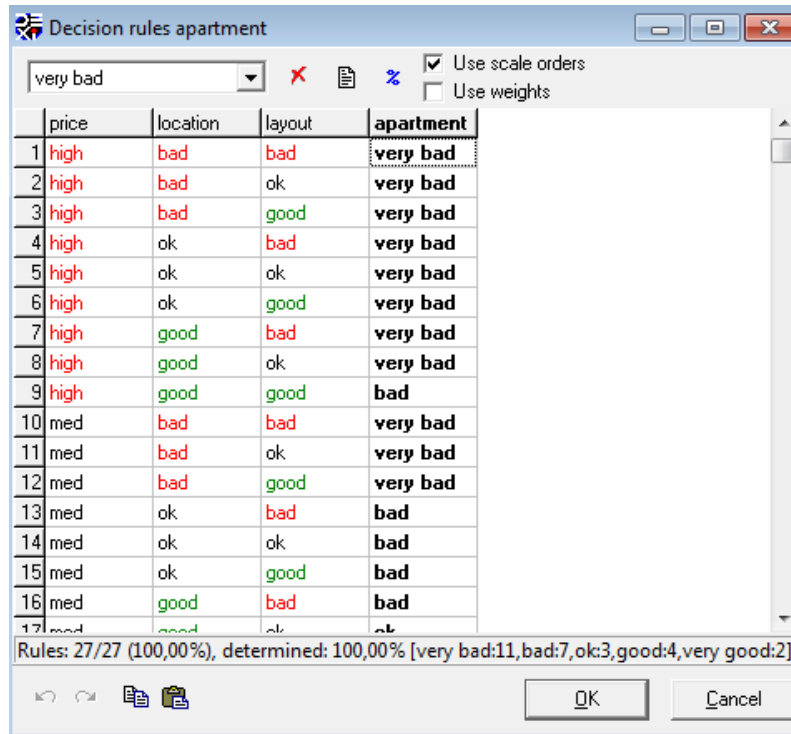 Decision rules apartment
very bad % Use scale orders
Use weights
price location layout apartment
1 high bad bad very bad
2 high bad ok very bad
3 high bad good very bad
4 high ok bad very bad
5 high ok ok very bad
6 high ok good very bad
7 high good bad very bad
8 high good ok very bad
9 high good good bad
10 med bad bad very bad
11 med bad ok very bad
12 med bad good very bad
13 med ok bad bad
14 med ok ok bad
15 med ok good bad
16 med good bad bad
17 med good ok ok
Rules: 27/27 (100,00%), determined: 100,00% [very bad:11,bad:7,ok:3,good:4,very good:2]
OK Cancel